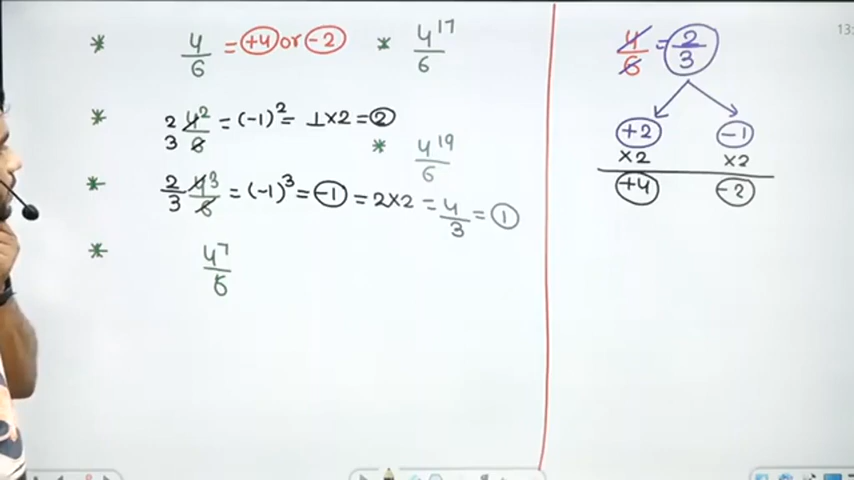 * 4/6 = +4 or -2 * 4^17/6
* 2/3 4^2/6 = (-1)^2 = 1×2 = 2
* 4^19/6
* 2/3 4^3/6 = (-1)^3 = -1 = 2×2 = 4/3 = 1
* 4^7/6
4/6 = 2/3
+2 -1
×2 ×2
+4 -2
13: